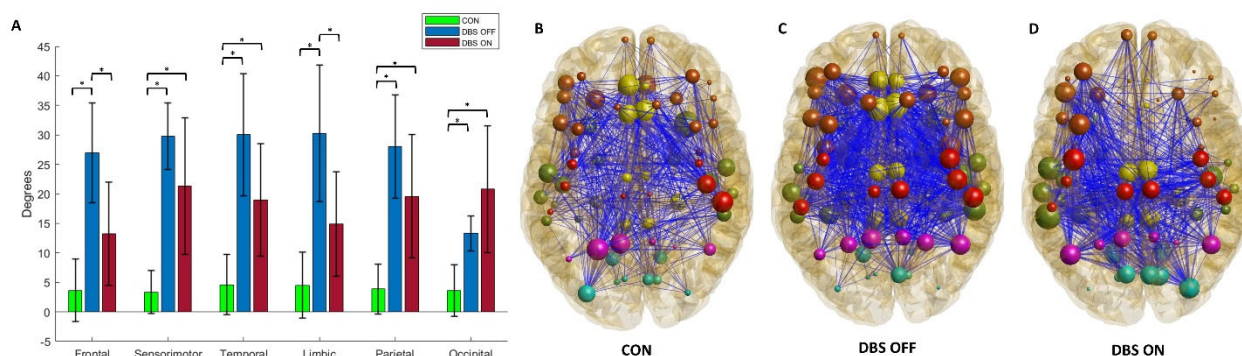 A
CON
DBS OFF
DBS ON
45
40
35
30
25
20
15
10
5
0
-5
Degrees
* * * * * * * * * * *
Frontal Sensorimotor Temporal Limbic Parietal Occipital
B
CON
C
DBS OFF
D
DBS ON